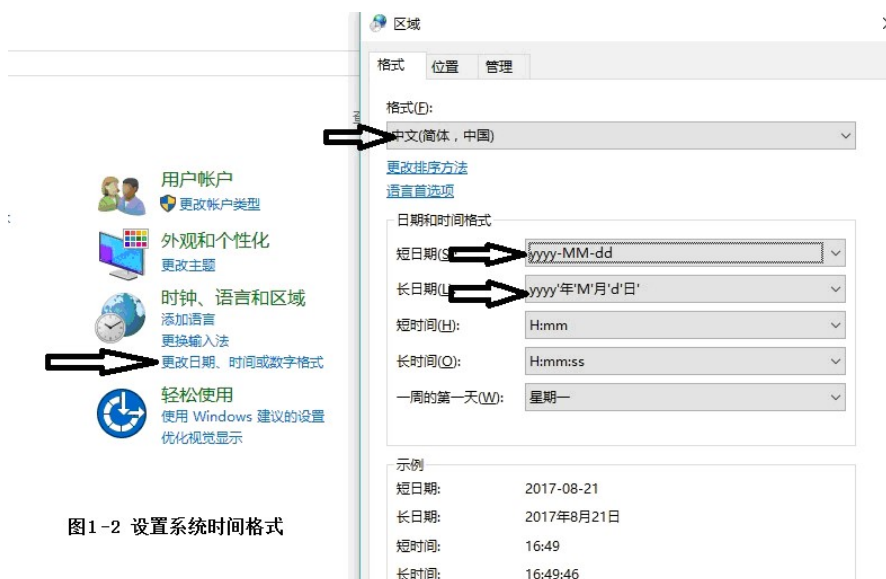 用户帐户
更改帐户类型
外观和个性化
更改主题
时钟、语言和区域
添加语言
更换输入法
更改日期、时间或数字格式
轻松使用
使用 Windows 建议的设置
优化视觉显示
图1-2 设置系统时间格式
区域
格式 位置 管理
格式(F):
中文(简体，中国)
更改排序方法
语言首选项
日期和时间格式
短日期(S): yyyy-MM-dd
长日期(L): yyyy'年'M'月'd'日'
短时间(H): H:mm
长时间(O): H:mm:ss
一周的第一天(W): 星期一
示例
短日期: 2017-08-21
长日期: 2017年8月21日
短时间: 16:49
长时间: 16:49:46